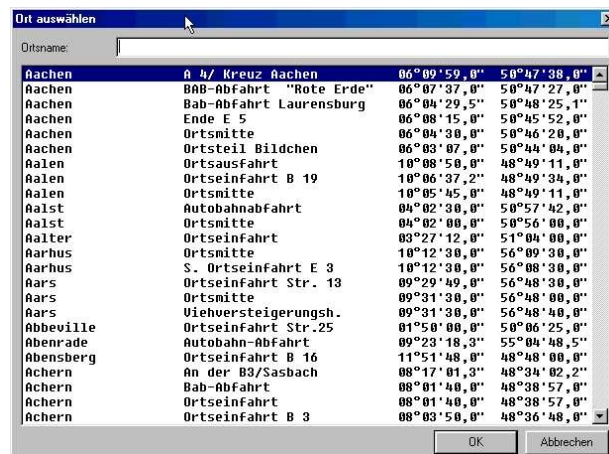 Ort auswählen
Ortsname:
Aachen A 4/ Kreuz Aachen 06°09'59,0" 50°47'38,0"
Aachen BAB-Abfahrt "Rote Erde" 06°07'37,0" 50°47'27,0"
Aachen Bab-Abfahrt Laurensburg 06°04'29,5" 50°48'25,1"
Aachen Ende E 5 06°08'15,0" 50°45'52,0"
Aachen Ortsmitte 06°04'30,0" 50°46'20,0"
Aachen Ortsteil Bildchen 06°03'07,0" 50°44'04,0"
Aalen Ortsausfahrt 10°08'50,0" 48°49'11,0"
Aalen Ortseinfahrt B 19 10°06'37,2" 48°49'34,0"
Aalen Ortsmitte 10°05'45,0" 48°49'11,0"
Aalst Autobahnabfahrt 04°02'30,0" 50°57'42,0"
Aalst Ortsmitte 04°02'00,0" 50°56'00,0"
Aalter Ortseinfahrt 03°27'12,0" 51°04'00,0"
Aarhus Ortsmitte 10°12'30,0" 56°09'30,0"
Aarhus S. Ortseinfahrt E 3 10°12'30,0" 56°08'30,0"
Aars Ortseinfahrt Str. 13 09°29'49,0" 56°48'30,0"
Aars Ortsmitte 09°31'30,0" 56°48'00,0"
Aars Viehversteigerungsh. 09°31'30,0" 56°48'40,0"
Abbeville Ortseinfahrt Str.25 01°50'00,0" 50°06'25,0"
Abenrade Autobahn-Abfahrt 09°23'18,3" 55°04'48,5"
Abensberg Ortseinfahrt B 16 11°51'48,0" 48°48'00,0"
Achern An der B3/Sasbach 08°17'01,3" 48°34'02,2"
Achern Bab-Abfahrt 08°01'40,0" 48°38'57,0"
Achern Ortseinfahrt 08°01'40,0" 48°38'57,0"
Achern Ortseinfahrt B 3 08°03'50,0" 48°36'48,0"
OK Abbrechen